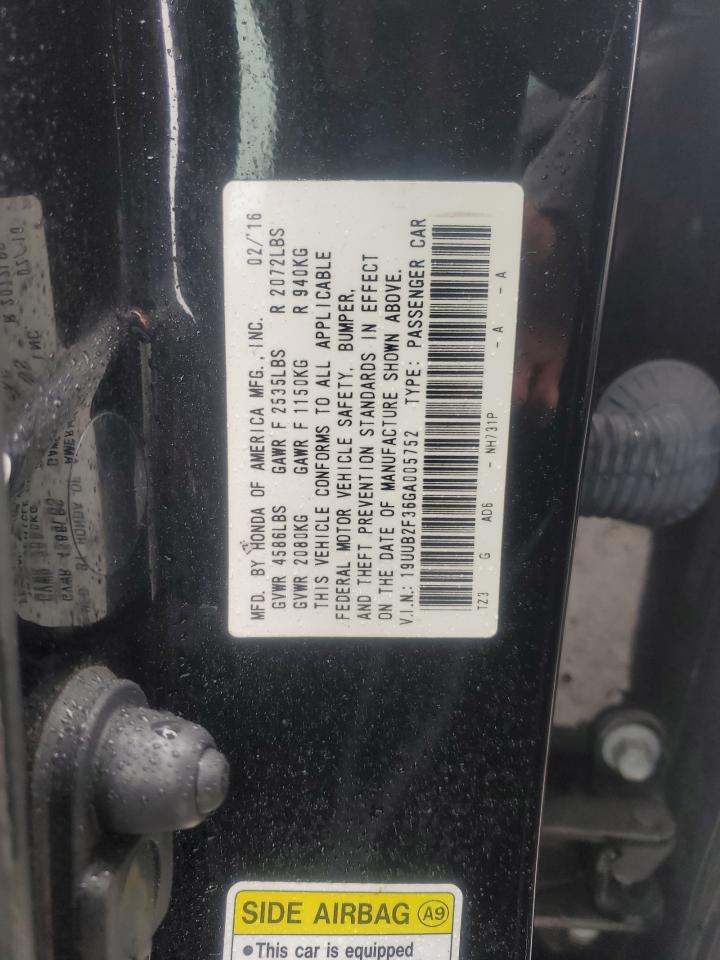 MFD. BY HONDA OF AMERICA MFG., INC. 02/'16
GVWR 4586LBS GAWR F 2535LBS R 2072LBS
GVWR 2080KG GAWR F 1150KG R 940KG
THIS VEHICLE CONFORMS TO ALL APPLICABLE
FEDERAL MOTOR VEHICLE SAFETY, BUMPER,
AND THEFT PREVENTION STANDARDS IN EFFECT
ON THE DATE OF MANUFACTURE SHOWN ABOVE.
V.I.N.: 19UUB2F36GA005752 TYPE: PASSENGER CAR
TZ3 G AD6 - NH731P - A - A
SIDE AIRBAG A9
•This car is equipped